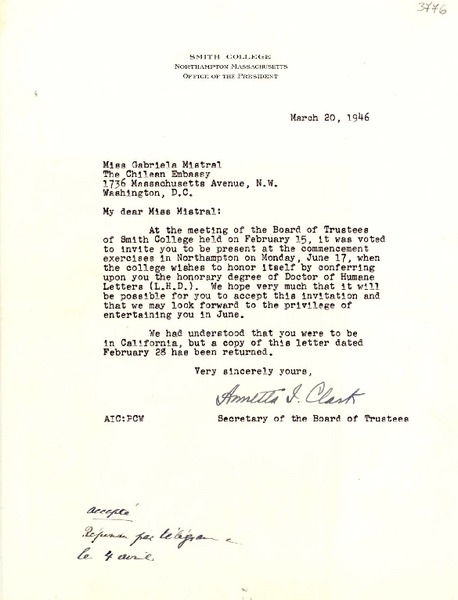 3776
SMITH COLLEGE
NORTHAMPTON MASSACHUSETTS
OFFICE OF THE PRESIDENT
March 20, 1946
Miss Gabriela Mistral
The Chilean Embassy
1736 Massachusetts Avenue, N.W.
Washington, D.C.
My dear Miss Mistral:
At the meeting of the Board of Trustees
of Smith College held on February 15, it was voted
to invite you to be present at the commencement
exercises in Northampton on Monday, June 17, when
the college wishes to honor itself by conferring
upon you the honorary degree of Doctor of Humane
Letters (L.H.D.). We hope very much that it will
be possible for you to accept this invitation and
that we may look forward to the privilege of
entertaining you in June.
We had understood that you were to be
in California, but a copy of this letter dated
February 28 has been returned.
Very sincerely yours,
Annetta I. Clark
AIC:PCW Secretary of the Board of Trustees
accepté
par télégram
le 4 avril